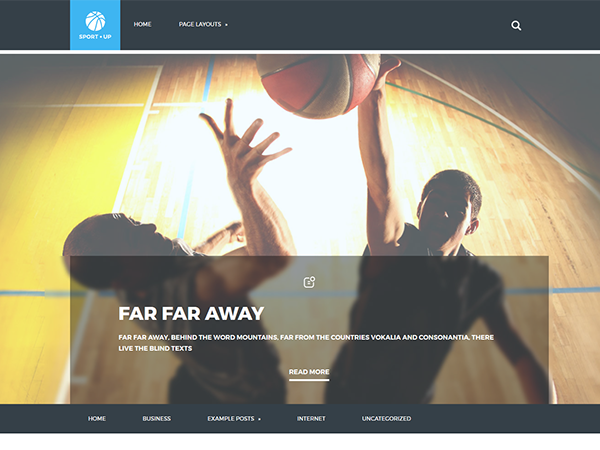 SPORT + UP
HOME
PAGE LAYOUTS
FAR FAR AWAY
FAR FAR AWAY, BEHIND THE WORD MOUNTAINS, FAR FROM THE COUNTRIES VOKALIA AND CONSONANTIA, THERE
LIVE THE BLIND TEXTS
READ MORE
HOME
BUSINESS
EXAMPLE POSTS
INTERNET
UNCATEGORIZED